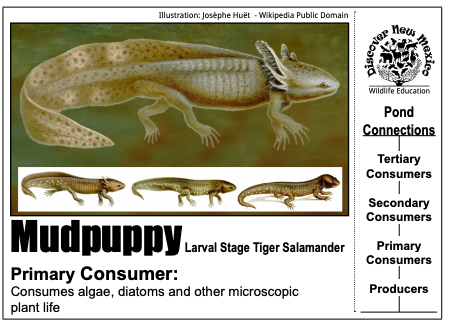 Illustration: Josèphe Huët - Wikipedia Public Domain
Mudpuppy Larval Stage Tiger Salamander
Primary Consumer:
Consumes algae, diatoms and other microscopic
plant life
Discover New Mexico
Wildlife Education
Pond
Connections
Tertiary
Consumers
Secondary
Consumers
Primary
Consumers
Producers